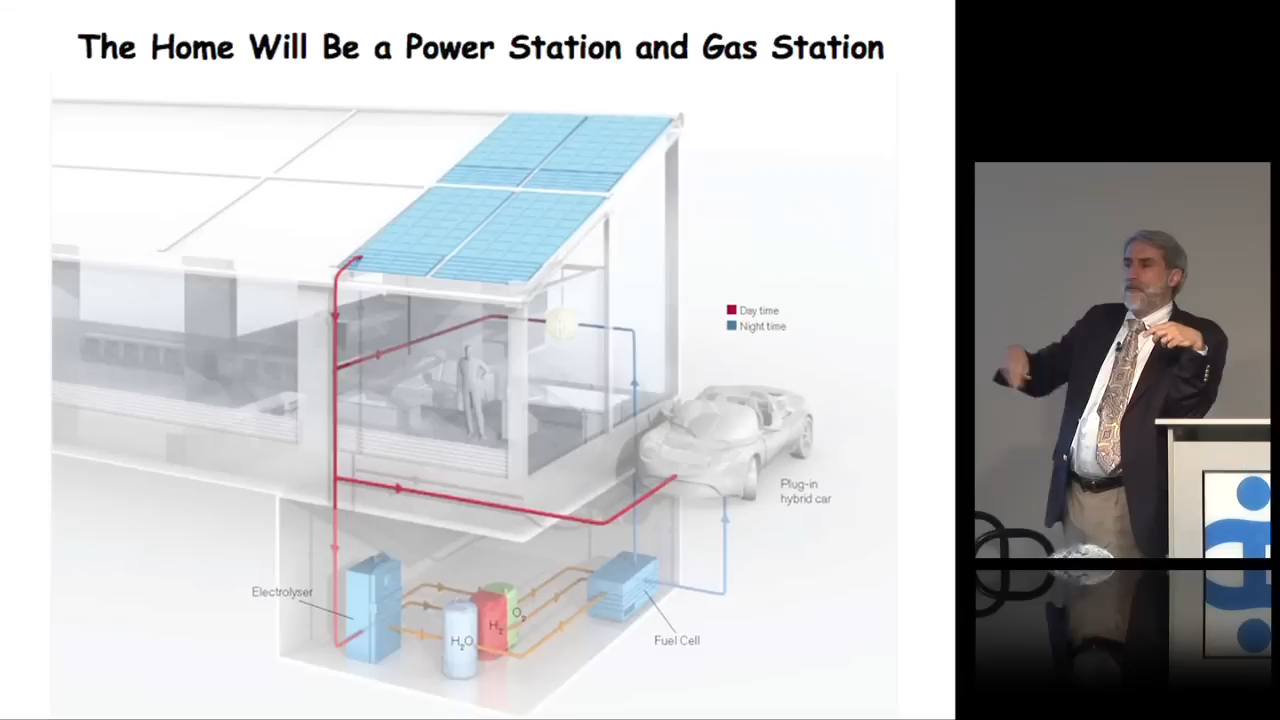 The Home Will Be a Power Station and Gas Station
Day time
Night time
Plug-in
hybrid car
Electrolyser
H₂O
H₂
O₂
Fuel Cell